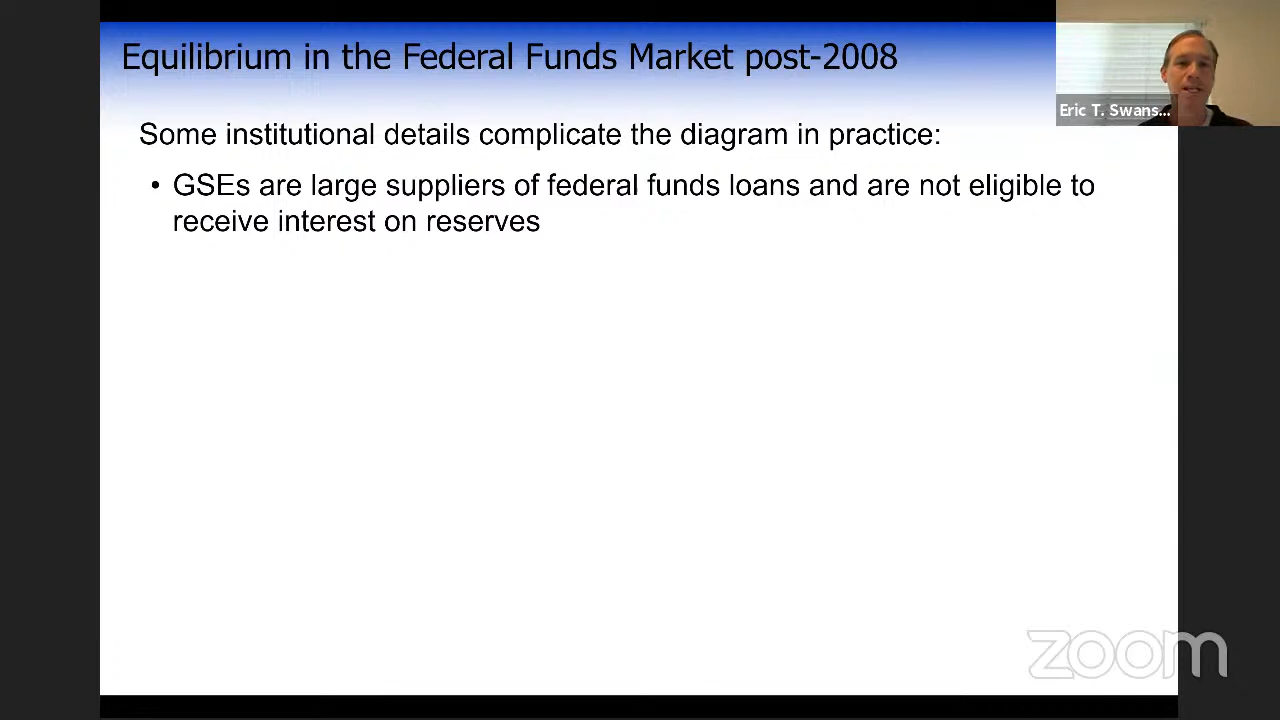 Equilibrium in the Federal Funds Market post-2008
Eric T. Swans...
Some institutional details complicate the diagram in practice:
• GSEs are large suppliers of federal funds loans and are not eligible to
receive interest on reserves
zoom